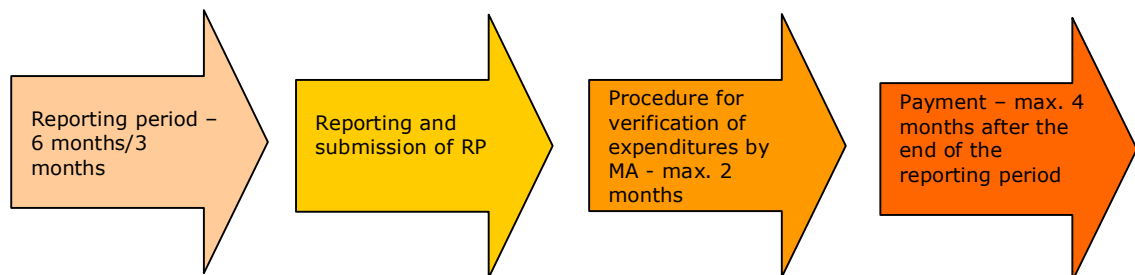 Reporting period –
6 months/3
months
Reporting and
submission of RP
Procedure for
verification of
expenditures by
MA - max. 2
months
Payment – max. 4
months after the
end of the
reporting period